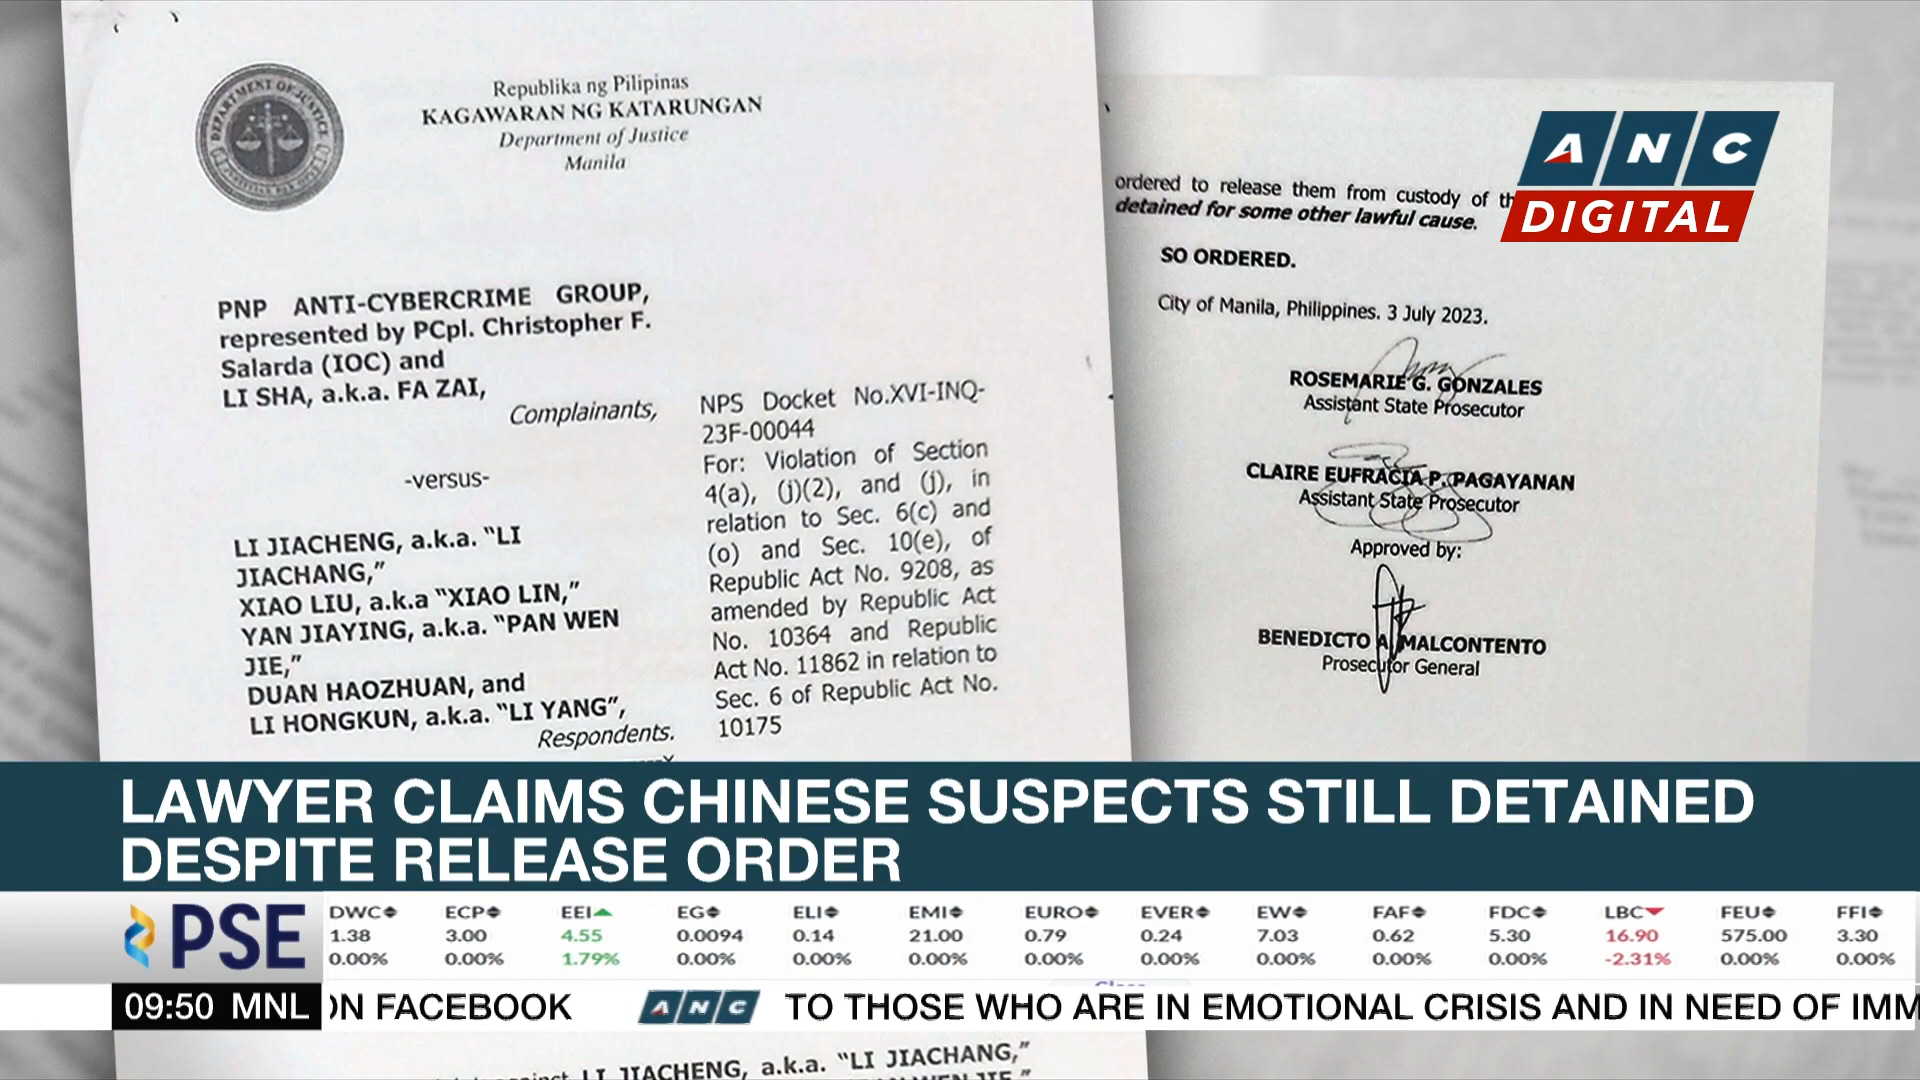 DEPARTMENT OF JUSTICE
Republika ng Pilipinas
KAGAWARAN NG KATARUNGAN
Department of Justice
Manila
PNP ANTI-CYBERCRIME GROUP,
represented by PCpl. Christopher F.
Salarda (IOC) and
LI SHA, a.k.a. FA ZAI,
Complainants,
-versus-
LI JIACHENG, a.k.a. “LI
JIACHANG,”
XIAO LIU, a.k.a “XIAO LIN,”
YAN JIAYING, a.k.a. “PAN WEN
JIE,”
DUAN HAOZHUAN, and
LI HONGKUN, a.k.a. “LI YANG”,
Respondents.
NPS Docket No.XVI-INQ-
23F-00044
For: Violation of Section
4(a), (j)(2), and (j), in
relation to Sec. 6(c) and
(o) and Sec. 10(e), of
Republic Act No. 9208, as
amended by Republic Act
No. 10364 and Republic
Act No. 11862 in relation to
Sec. 6 of Republic Act No.
10175
ordered to release them from custody of
detained for some other lawful cause.
SO ORDERED.
City of Manila, Philippines. 3 July 2023.
ROSEMARIE G. GONZALES
Assistant State Prosecutor
CLAIRE EUFRACIA P. PAGAYANAN
Assistant State Prosecutor
Approved by:
BENEDICTO A. MALCONTENTO
Prosecutor General
ANC
DIGITAL
LAWYER CLAIMS CHINESE SUSPECTS STILL DETAINED
DESPITE RELEASE ORDER
PSE
DWC ECP EEI EG ELI EMI EURO EVER EW FAF FDC LBC FEU FFI
1.38 3.00 4.55 0.0094 0.14 21.00 0.79 0.24 7.03 0.62 5.30 16.90 575.00 3.30
0.00% 0.00% 1.79% 0.00% 0.00% 0.00% 0.00% 0.00% 0.00% 0.00% 0.00% -2.31% 0.00% 0.00%
09:50 MNL ON FACEBOOK ANC TO THOSE WHO ARE IN EMOTIONAL CRISIS AND IN NEED OF IMM
LI JIACHENG, a.k.a. “LI JIACHANG,”